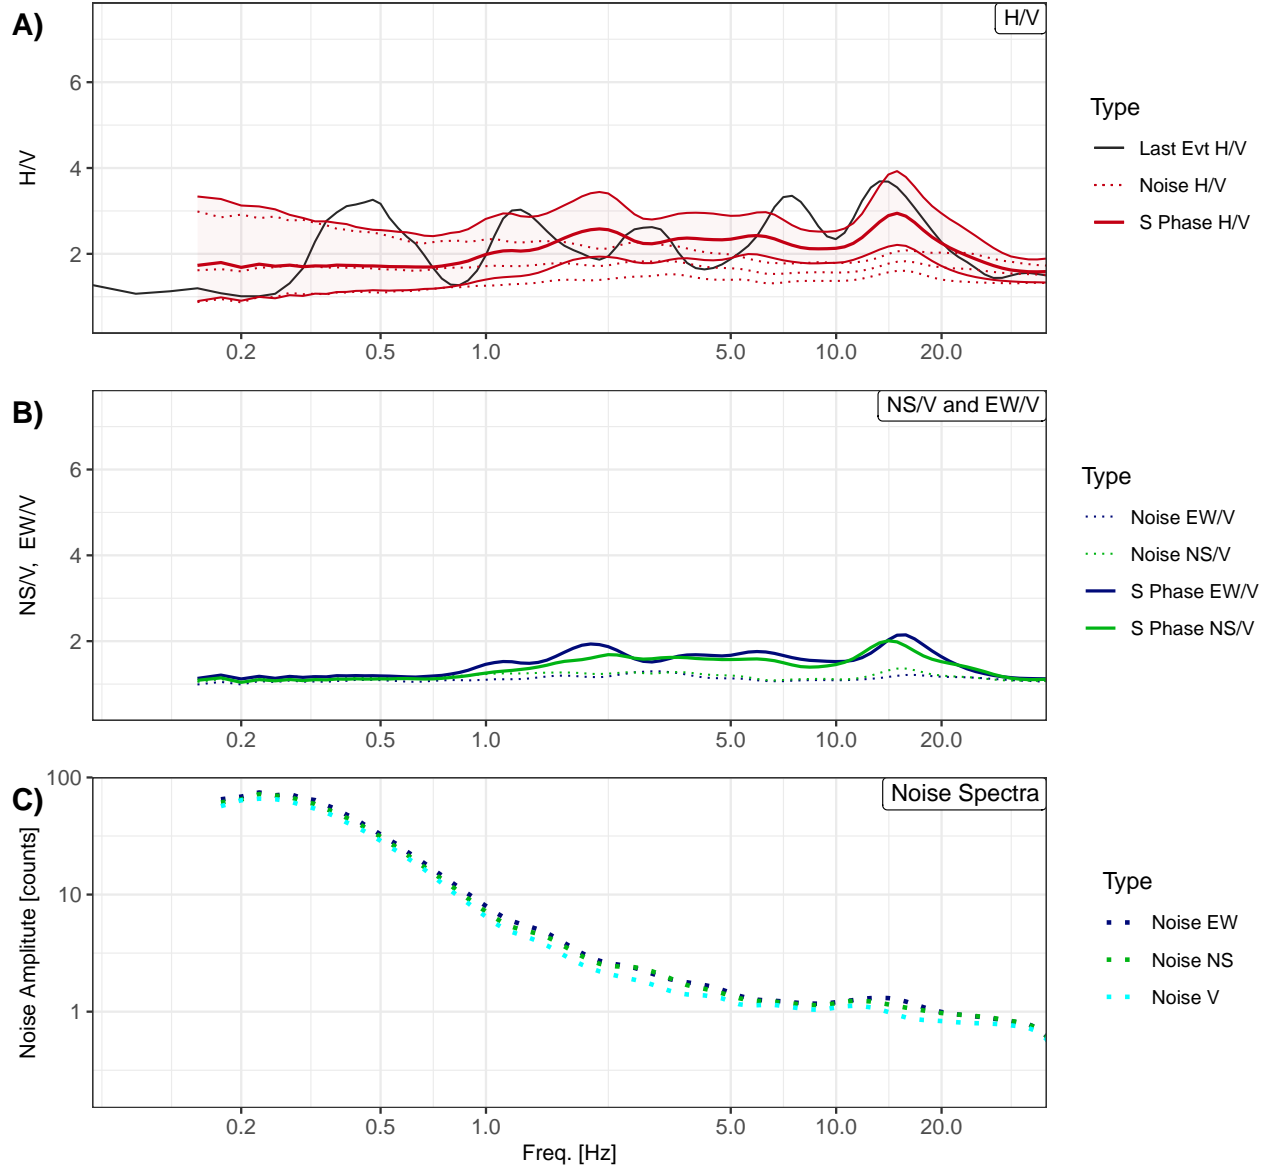 A)
H/V
6
4
2
H/V
0.2 0.5 1.0 5.0 10.0 20.0
Type
Last Evt H/V
Noise H/V
S Phase H/V
B)
NS/V and EW/V
6
4
2
NS/V, EW/V
0.2 0.5 1.0 5.0 10.0 20.0
Type
Noise EW/V
Noise NS/V
S Phase EW/V
S Phase NS/V
C)
Noise Spectra
100
10
1
Noise Amplitute [counts]
0.2 0.5 1.0 5.0 10.0 20.0
Freq. [Hz]
Type
Noise EW
Noise NS
Noise V